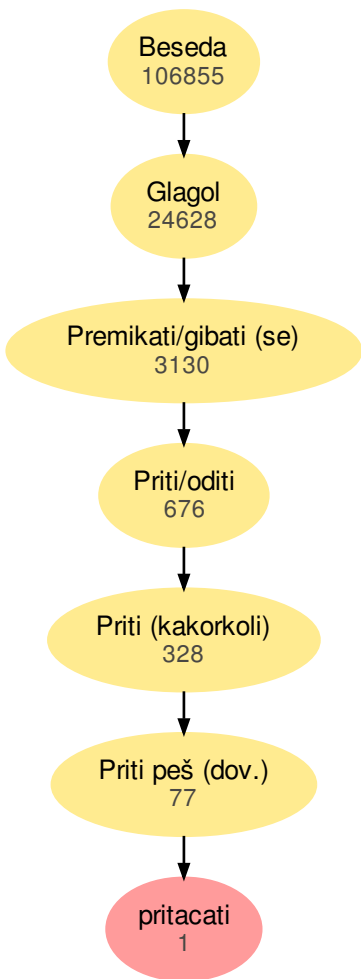 Beseda
106855
Glagol
24628
Premikati/gibati (se)
3130
Priti/oditi
676
Priti (kakorkoli)
328
Priti peš (dov.)
77
pritacati
1